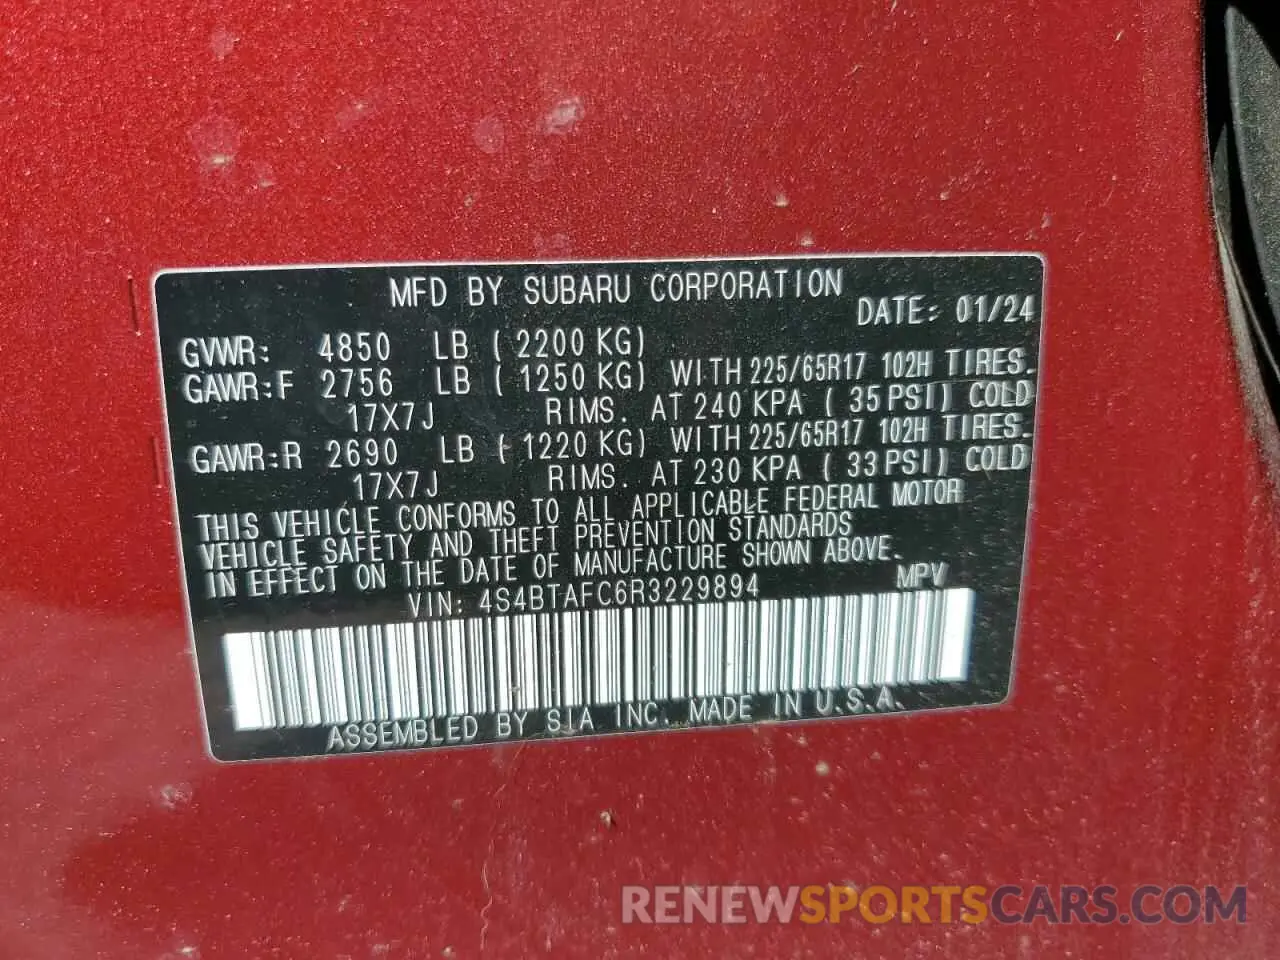 MFD BY SUBARU CORPORATION
DATE: 01/24
GVWR: 4850 LB ( 2200 KG)
GAWR:F 2756 LB ( 1250 KG) WITH 225/65R17 102H TIRES.
17X7J RIMS. AT 240 KPA ( 35 PSI) COLD
GAWR:R 2690 LB ( 1220 KG) WITH 225/65R17 102H TIRES.
17X7J RIMS. AT 230 KPA ( 33 PSI) COLD
THIS VEHICLE CONFORMS TO ALL APPLICABLE FEDERAL MOTOR
VEHICLE SAFETY AND THEFT PREVENTION STANDARDS
IN EFFECT ON THE DATE OF MANUFACTURE SHOWN ABOVE.
VIN: 4S4BTAFC6R3229894 MPV
ASSEMBLED BY SIA INC. MADE IN U.S.A.
RENEWSPORTSCARS.COM